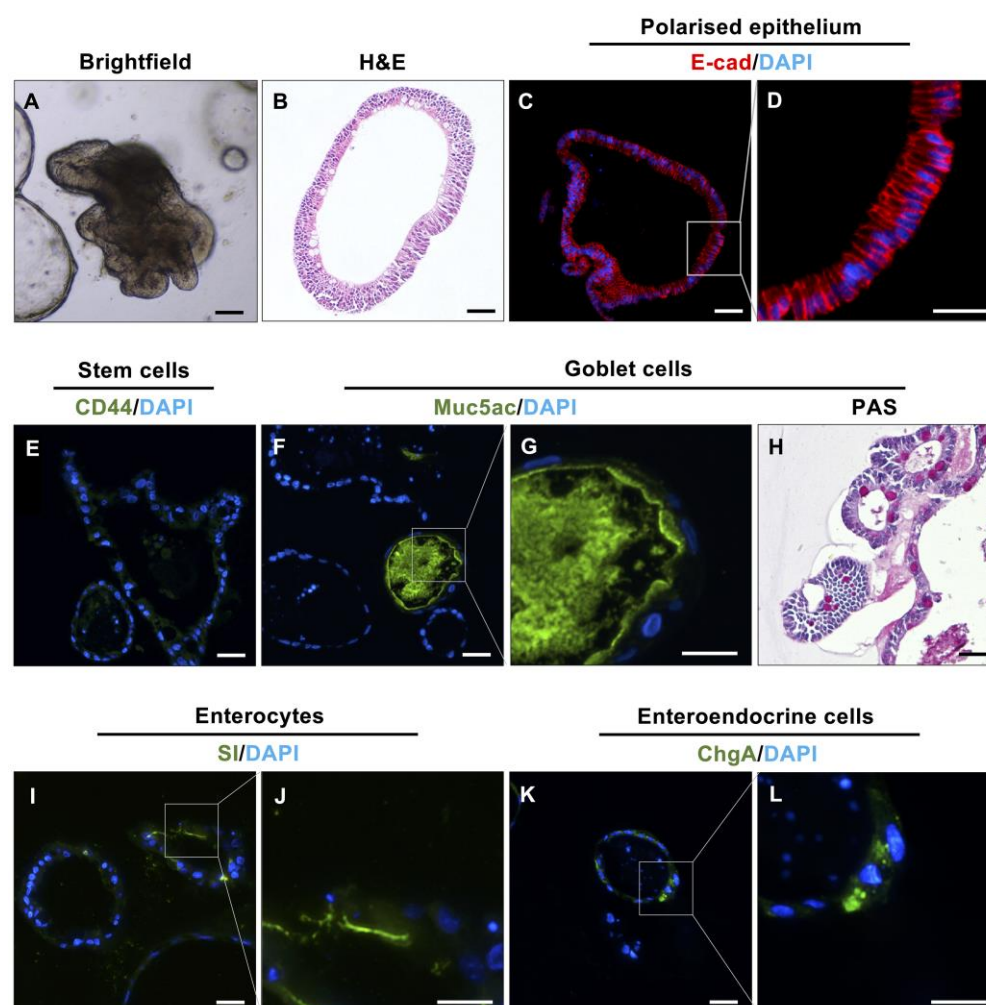 Polarised epithelium
Brightfield H&E E-cad/DAPI
A B C D
Stem cells Goblet cells
CD44/DAPI Muc5ac/DAPI PAS
E F G H
Enterocytes Enteroendocrine cells
SI/DAPI ChgA/DAPI
I J K L